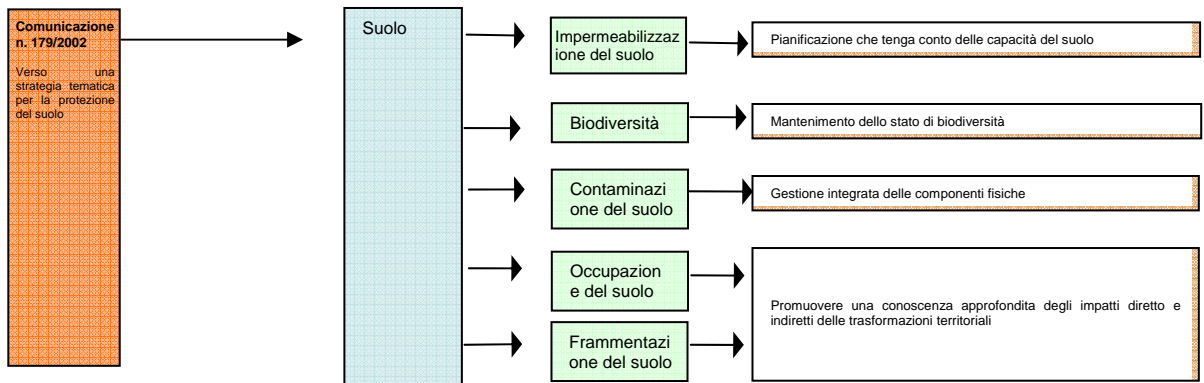 Comunicazione
n. 179/2002
Verso una
strategia tematica
per la protezione
del suolo
Suolo
Impermeabilizzaz
ione del suolo
Pianificazione che tenga conto delle capacità del suolo
Biodiversità
Mantenimento dello stato di biodiversità
Contaminazi
one del suolo
Gestione integrata delle componenti fisiche
Occupazion
e del suolo
Frammentazi
one del suolo
Promuovere una conoscenza approfondita degli impatti diretto e
indiretti delle trasformazioni territoriali